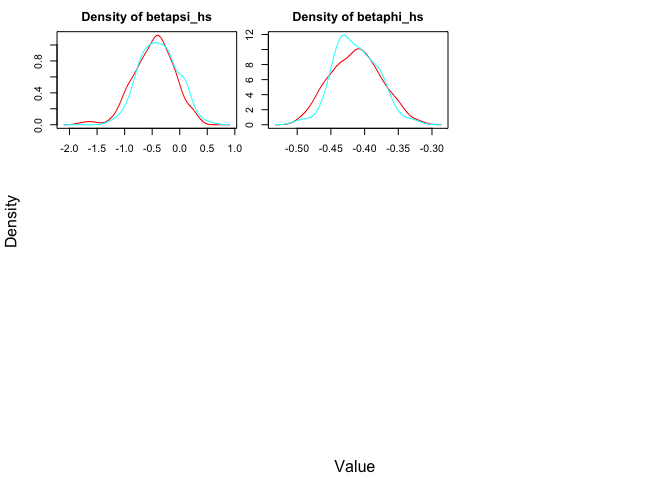 Density of betapsi_hs
0.0 0.4 0.8
-2.0 -1.5 -1.0 -0.5 0.0 0.5 1.0
Density of betaphi_hs
0 2 4 6 8 12
-0.50 -0.45 -0.40 -0.35 -0.30
Density
Value